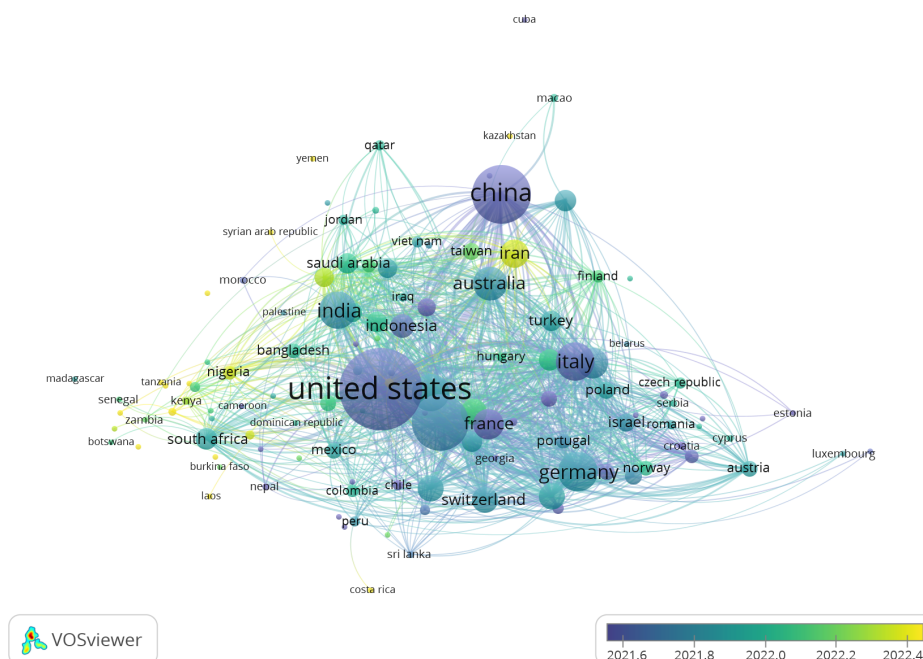 cuba
macao
kazakhstan
qatar
yemen
china
jordan
syrian arab republic
viet nam
taiwan
iran
saudi arabia
finland
morocco
australia
iraq
palestine
india
indonesia
turkey
belarus
bangladesh
hungary
italy
nigeria
madagascar
tanzania
united states
poland
czech republic
senegal
kenya
cameroon
serbia
zambia
dominican republic
france
israel
romania
estonia
botswana
south africa
portugal
cyprus
mexico
croatia
luxembourg
burkina faso
georgia
germany
norway
austria
laos
nepal
colombia
chile
switzerland
peru
sri lanka
costa rica
VOSviewer
2021.6 2021.8 2022.0 2022.2 2022.4